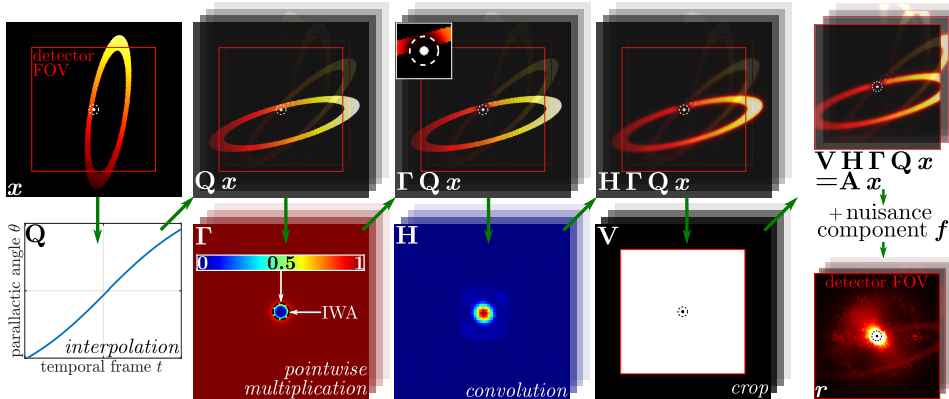 detector
FOV
x
Q x
Γ Q x
H Γ Q x
V H Γ Q x
=A x
+ nuisance
component f
Q
parallactic angle θ
interpolation
temporal frame t
Γ
0 0.5 1
IWA
pointwise
multiplication
H
convolution
V
crop
detector FOV
r